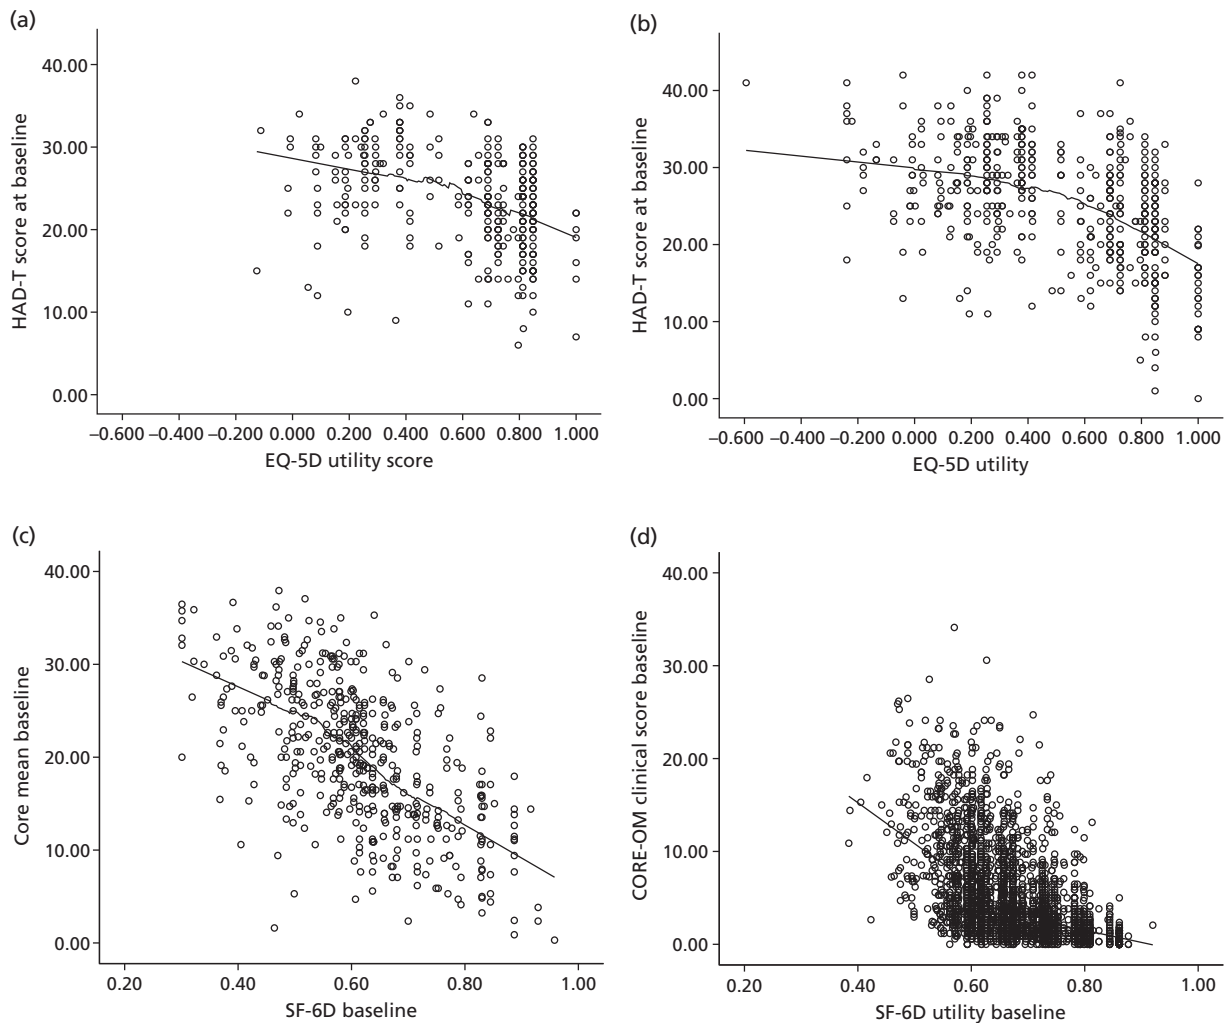 (a)
40.00
30.00
20.00
10.00
0.00
HAD-T score at baseline
−0.600 −0.400 −0.200 0.000 0.200 0.400 0.600 0.800 1.000
EQ-5D utility score
(b)
40.00
30.00
20.00
10.00
0.00
HAD-T score at baseline
−0.600 −0.400 −0.200 0.000 0.200 0.400 0.600 0.800 1.000
EQ-5D utility
(c)
40.00
30.00
20.00
10.00
0.00
Core mean baseline
0.20 0.40 0.60 0.80 1.00
SF-6D baseline
(d)
40.00
30.00
20.00
10.00
0.00
CORE-OM clinical score baseline
0.20 0.40 0.60 0.80 1.00
SF-6D utility baseline